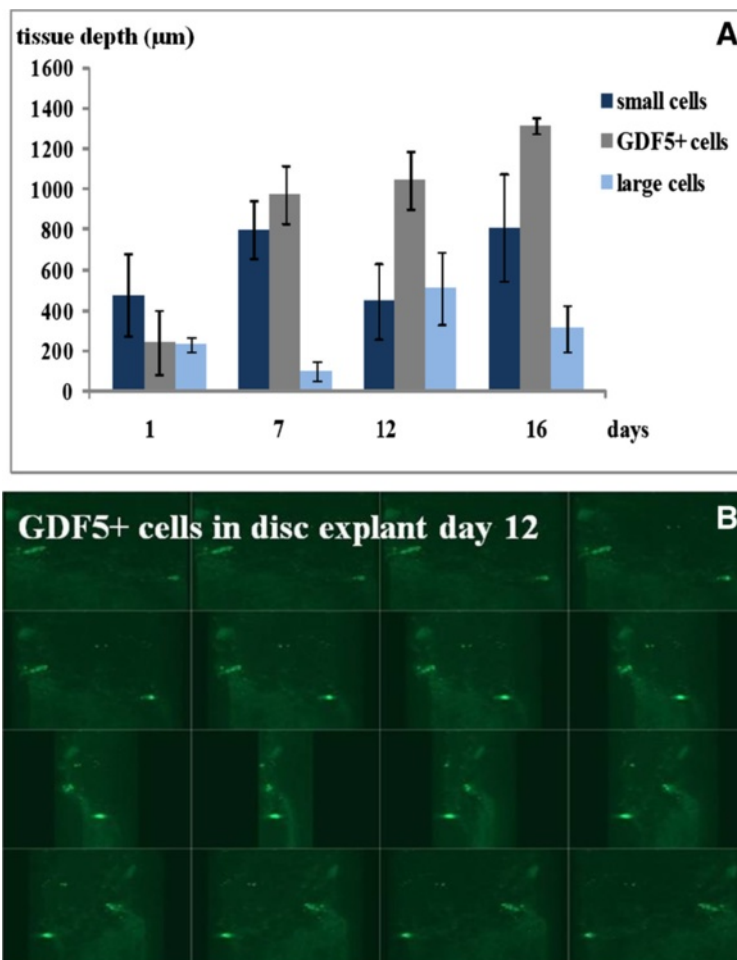 tissue depth (µm)
A
1600
1400
1200
1000
800
600
400
200
0
small cells
GDF5+ cells
large cells
1 7 12 16 days
GDF5+ cells in disc explant day 12
B